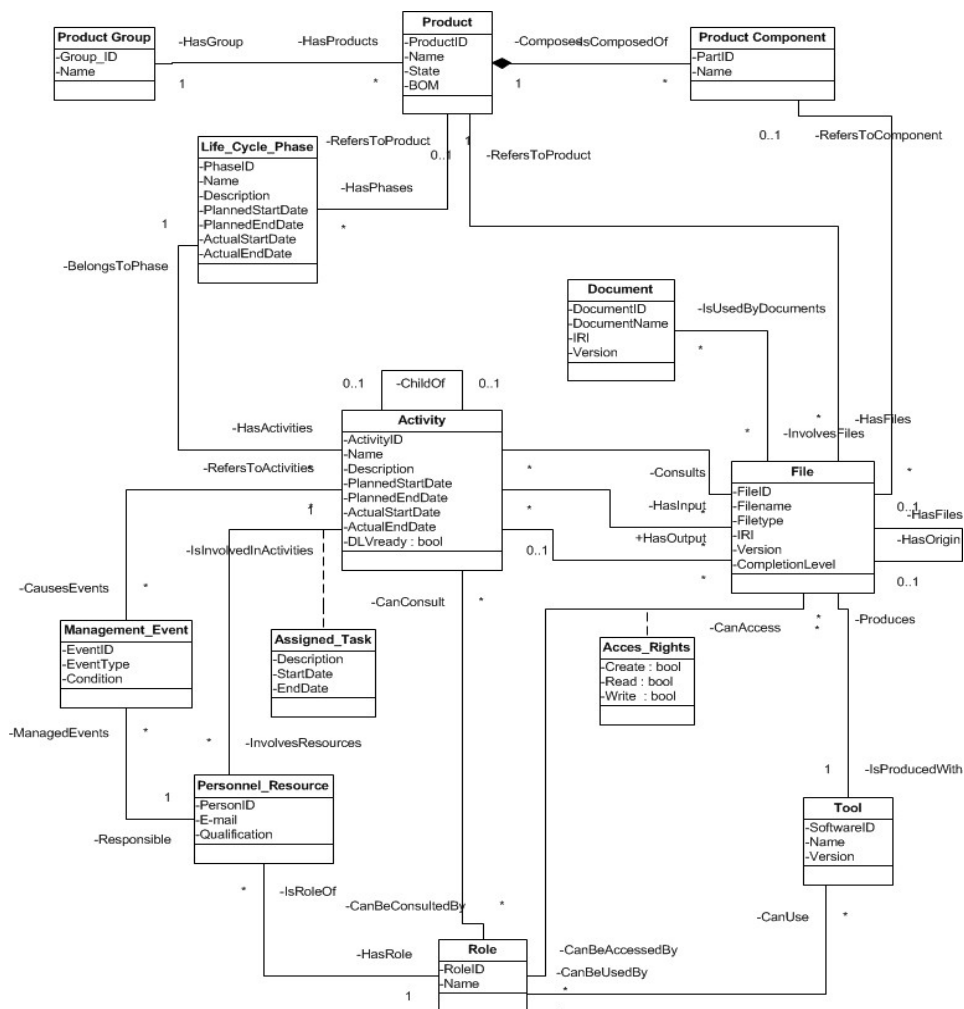 Product
Product Group
Product Component
-HasGroup
-HasProducts
-ProductID
-Name
-State
-BOM
-Composed
-IsComposedOf
-Group_ID
-Name
-PartID
-Name
1
*
1
*
Life_Cycle_Phase
-RefersToProduct
0..1
1
-RefersToProduct
0..1
-RefersToComponent
-PhaseID
-Name
-Description
-PlannedStartDate
-PlannedEndDate
-ActualStartDate
-ActualEndDate
-HasPhases
*
1
-BelongsToPhase
Document
-DocumentID
-DocumentName
-IRI
-Version
-IsUsedByDocuments
*
0..1
-ChildOf
0..1
Activity
-HasActivities
*
-RefersToActivities
*
-ActivityID
-Name
-Description
-PlannedStartDate
-PlannedEndDate
-ActualStartDate
-ActualEndDate
-DLVready : bool
*
-Consults
*
-HasInput
*
*
+HasOutput
*
0..1
*
*
-InvolvesFiles
*
-HasFiles
File
-FileID
-Filename
-Filetype
-IRI
-Version
-CompletionLevel
*
0..1
-HasFiles
-HasOrigin
0..1
1
-IsInvolvedInActivities
-CausesEvents
*
-CanConsult
*
*
-CanAccess
*
-Produces
Management_Event
-EventID
-EventType
-Condition
Assigned_Task
-Description
-StartDate
-EndDate
Acces_Rights
-Create : bool
-Read : bool
-Write : bool
-ManagedEvents
*
*
-InvolvesResources
1
-IsProducedWith
Personnel_Resource
-PersonID
-E-mail
-Qualification
1
-Responsible
Tool
-SoftwareID
-Name
-Version
*
-IsRoleOf
-CanBeConsultedBy
*
-CanUse
*
-HasRole
1
Role
-RoleID
-Name
-CanBeAccessedBy
-CanBeUsedBy
*